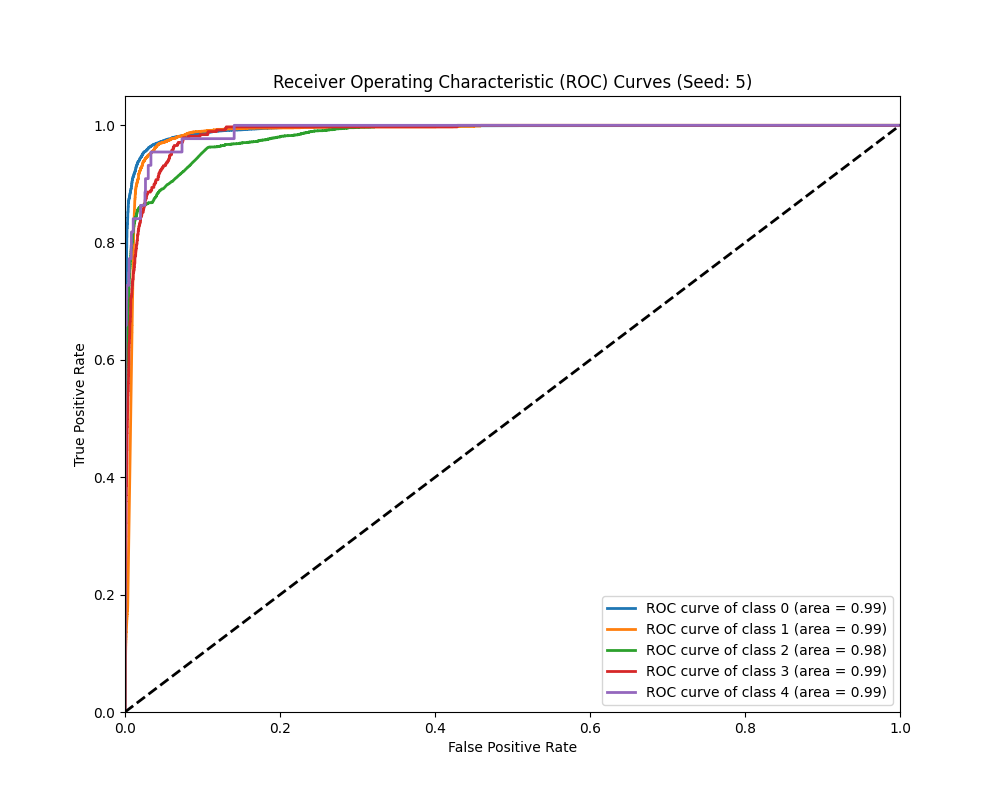 Receiver Operating Characteristic (ROC) Curves (Seed: 5)
True Positive Rate
1.0
0.8
0.6
0.4
0.2
0.0
ROC curve of class 0 (area = 0.99)
ROC curve of class 1 (area = 0.99)
ROC curve of class 2 (area = 0.98)
ROC curve of class 3 (area = 0.99)
ROC curve of class 4 (area = 0.99)
0.0 0.2 0.4 0.6 0.8 1.0
False Positive Rate